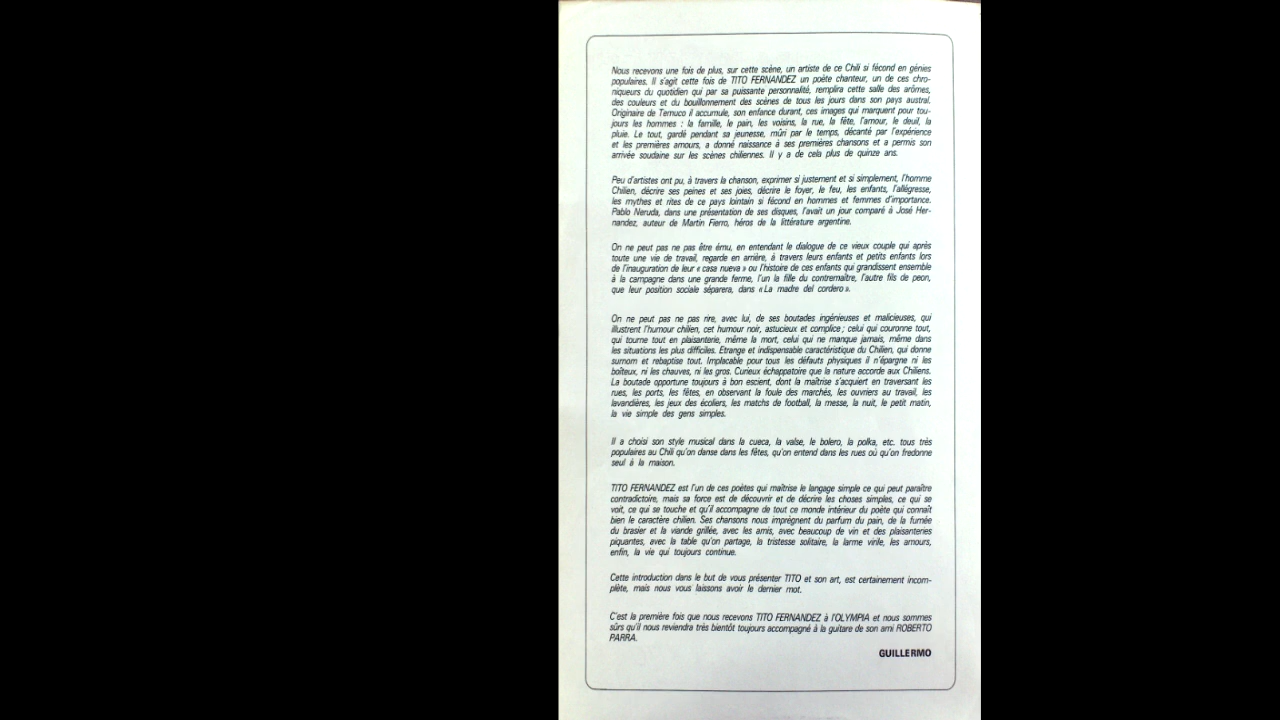 Nous recevons une fois de plus, sur cette scène, un artiste de ce Chili si fécond en génies
populaires. Il s'agit cette fois de TITO FERNANDEZ un poète chanteur, un de ces chro-
niqueurs du quotidien qui par sa puissante personnalité, remplira cette salle des arômes,
des couleurs et du bouillonnement des scènes de tous les jours dans son pays austral.
Originaire de Temuco il accumule, son enfance durant, ces images qui marquent pour tou-
jours les hommes : la famille, le pain, les voisins, la rue, la fête, l'amour, le deuil, la
pluie. Le tout, gardé pendant sa jeunesse, mûri par le temps, décanté par l'expérience
et les premières amours, a donné naissance à ses premières chansons et a permis son
arrivée soudaine sur les scènes chiliennes. Il y a de cela plus de quinze ans.
Peu d'artistes ont pu, à travers la chanson, exprimer si justement et si simplement, l'homme
Chilien, décrire ses peines et ses joies, décrire le foyer, le feu, les enfants, l'allégresse,
les mythes et rites de ce pays lointain si fécond en hommes et femmes d'importance.
Pablo Neruda, dans une présentation de ses disques, l'avait un jour comparé à José Her-
nandez, auteur de Martin Fierro, héros de la littérature argentine.
On ne peut pas ne pas être ému, en entendant le dialogue de ce vieux couple qui après
toute une vie de travail, regarde en arrière, à travers leurs enfants et petits enfants lors
de l'inauguration de leur « casa nueva » ou l'histoire de ces enfants qui grandissent ensemble
à la campagne dans une grande ferme, l'un la fille du contremaître, l'autre fils de peon,
que leur position sociale séparera, dans « La madre del cordero ».
On ne peut pas ne pas rire, avec lui, de ses boutades ingénieuses et malicieuses, qui
illustrent l'humour chilien, cet humour noir, astucieux et complice ; celui qui couronne tout,
qui tourne tout en plaisanterie, même la mort, celui qui ne manque jamais, même dans
les situations les plus difficiles. Etrange et indispensable caractéristique du Chilien, qui donne
surnom et rebaptise tout. Implacable pour tous les défauts physiques il n'épargne ni les
boîteux, ni les chauves, ni les gros. Curieux échappatoire que la nature accorde aux Chiliens.
La boutade opportune toujours à bon escient, dont la maîtrise s'acquiert en traversant les
rues, les ports, les fêtes, en observant la foule des marchés, les ouvriers au travail, les
lavandières, les jeux des écoliers, les matchs de football, la messe, la nuit, le petit matin,
la vie simple des gens simples.
Il a choisi son style musical dans la cueca, la valse, le bolero, la polka, etc. tous très
populaires au Chili qu'on danse dans les fêtes, qu'on entend dans les rues où qu'on fredonne
seul à la maison.
TITO FERNANDEZ est l'un de ces poètes qui maîtrise le langage simple ce qui peut paraître
contradictoire, mais sa force est de découvrir et de décrire les choses simples, ce qui se
voit, ce qui se touche et qu'il accompagne de tout ce monde intérieur du poète qui connaît
bien le caractère chilien. Ses chansons nous imprègnent du parfum du pain, de la fumée
du brasier et la viande grillée, avec les amis, avec beaucoup de vin et des plaisanteries
piquantes, avec la table qu'on partage, la tristesse solitaire, la larme virile, les amours,
enfin, la vie qui toujours continue.
Cette introduction dans le but de vous présenter TITO et son art, est certainement incom-
plète, mais nous vous laissons avoir le dernier mot.
C'est la première fois que nous recevons TITO FERNANDEZ à l'OLYMPIA et nous sommes
sûrs qu'il nous reviendra très bientôt toujours accompagné à la guitare de son ami ROBERTO
PARRA.
GUILLERMO